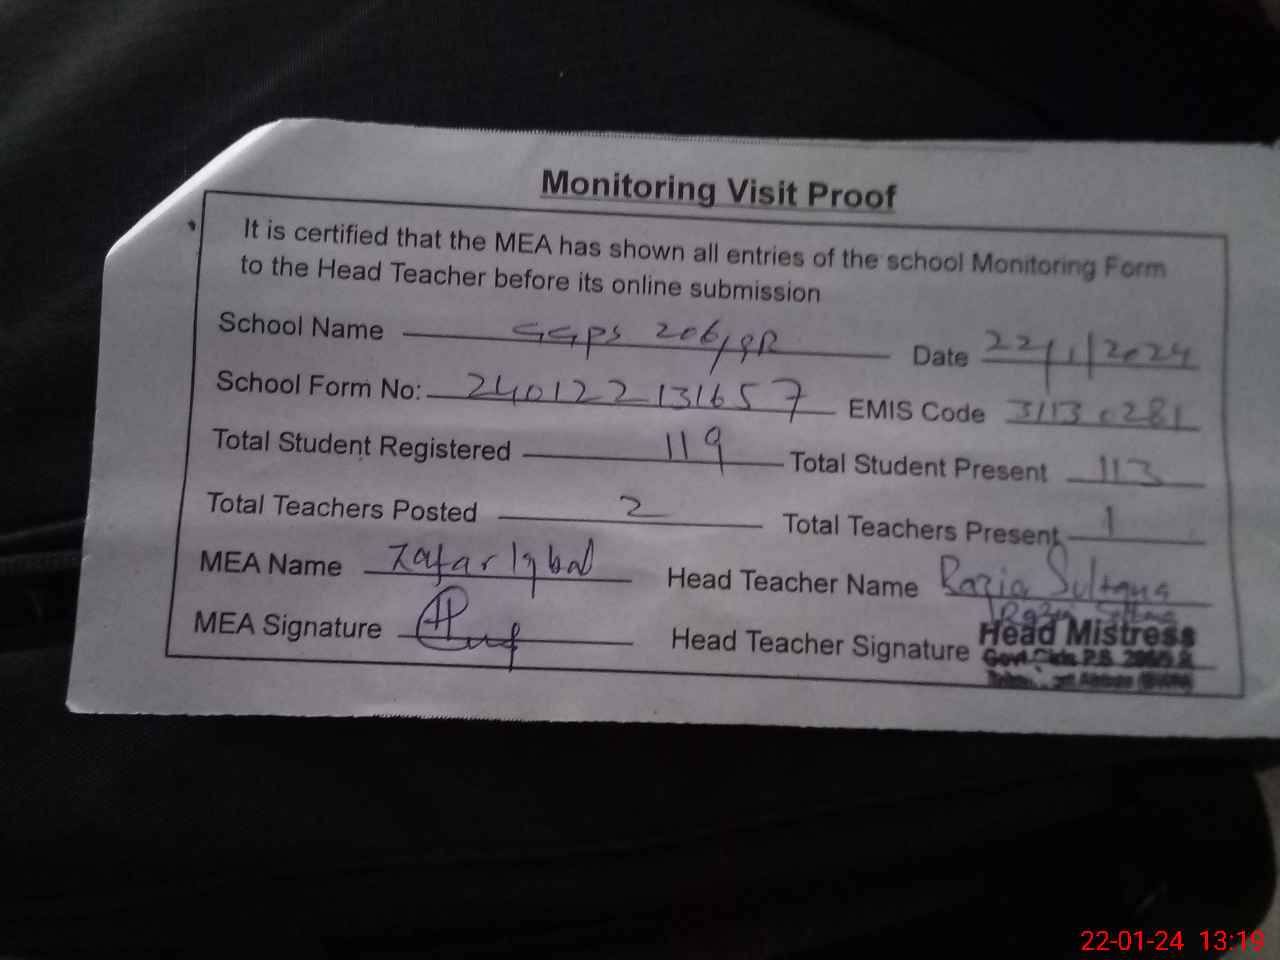 Monitoring Visit Proof
It is certified that the MEA has shown all entries of the school Monitoring Form
to the Head Teacher before its online submission
School Name GGPS 206/9R Date 22/1/2024
School Form No: 240122131657 EMIS Code 31130281
Total Student Registered 119 Total Student Present 113
Total Teachers Posted 2 Total Teachers Present 1
MEA Name Zafar Iqbal Head Teacher Name Razia Sultana
MEA Signature Head Teacher Signature
Head Mistress
Govt. Girls P.S.
22-01-24 13:19